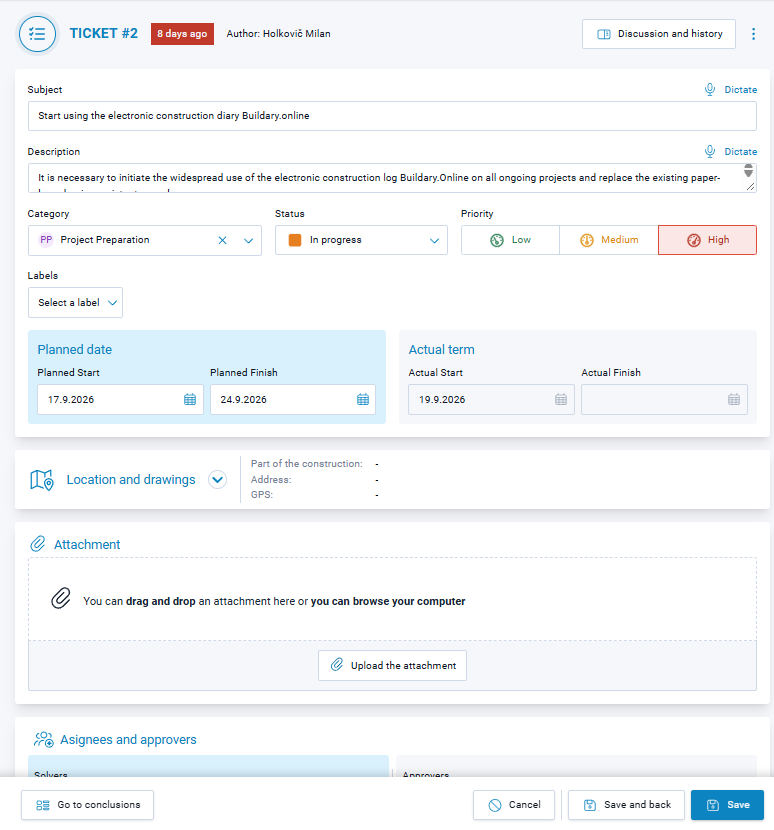 TICKET #2 8 days ago Author: Holkovič Milan Discussion and history
Subject Dictate
Start using the electronic construction diary Buildary.online
Description Dictate
It is necessary to initiate the widespread use of the electronic construction log Buildary.Online on all ongoing projects and replace the existing paper-
Category Status Priority
PP Project Preparation In progress Low Medium High
Labels
Select a label
Planned date Actual term
Planned Start Planned Finish Actual Start Actual Finish
17.9.2026 24.9.2026 19.9.2026
Location and drawings
Part of the construction: -
Address: -
GPS: -
Attachment
You can drag and drop an attachment here or you can browse your computer
Upload the attachment
Asignees and approvers
Solvers Approvers
Go to conclusions Cancel Save and back Save